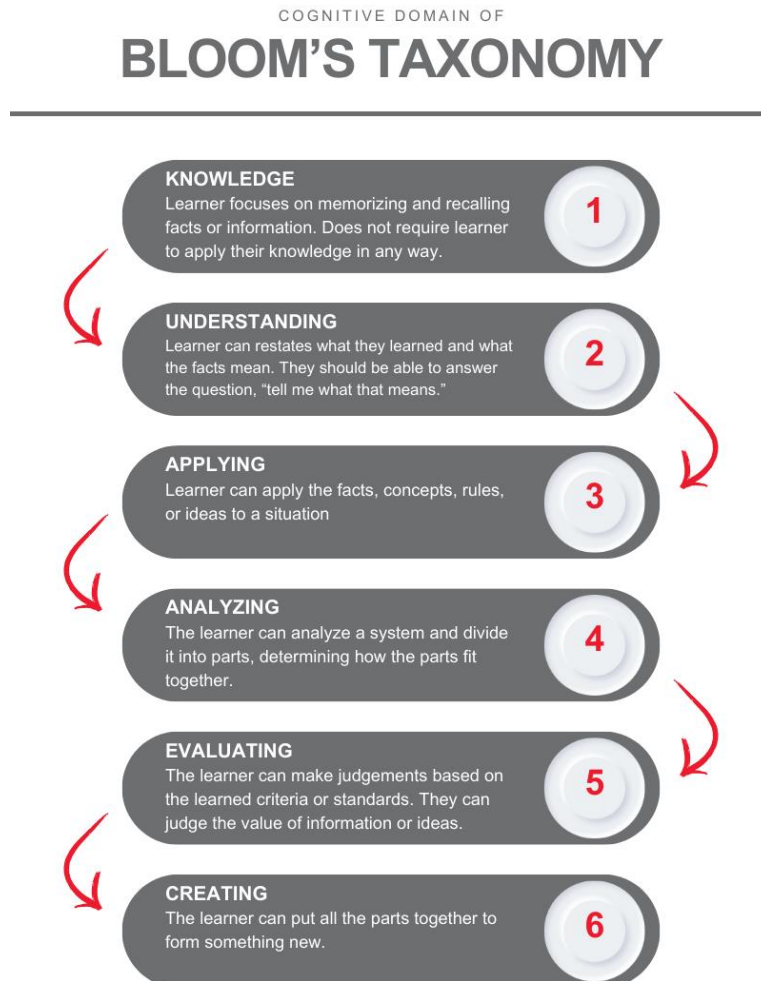 COGNITIVE DOMAIN OF
BLOOM'S TAXONOMY
KNOWLEDGE
Learner focuses on memorizing and recalling
facts or information. Does not require learner
to apply their knowledge in any way.
1
UNDERSTANDING
Learner can restates what they learned and what
the facts mean. They should be able to answer
the question, “tell me what that means.”
2
APPLYING
Learner can apply the facts, concepts, rules,
or ideas to a situation
3
ANALYZING
The learner can analyze a system and divide
it into parts, determining how the parts fit
together.
4
EVALUATING
The learner can make judgements based on
the learned criteria or standards. They can
judge the value of information or ideas.
5
CREATING
The learner can put all the parts together to
form something new.
6